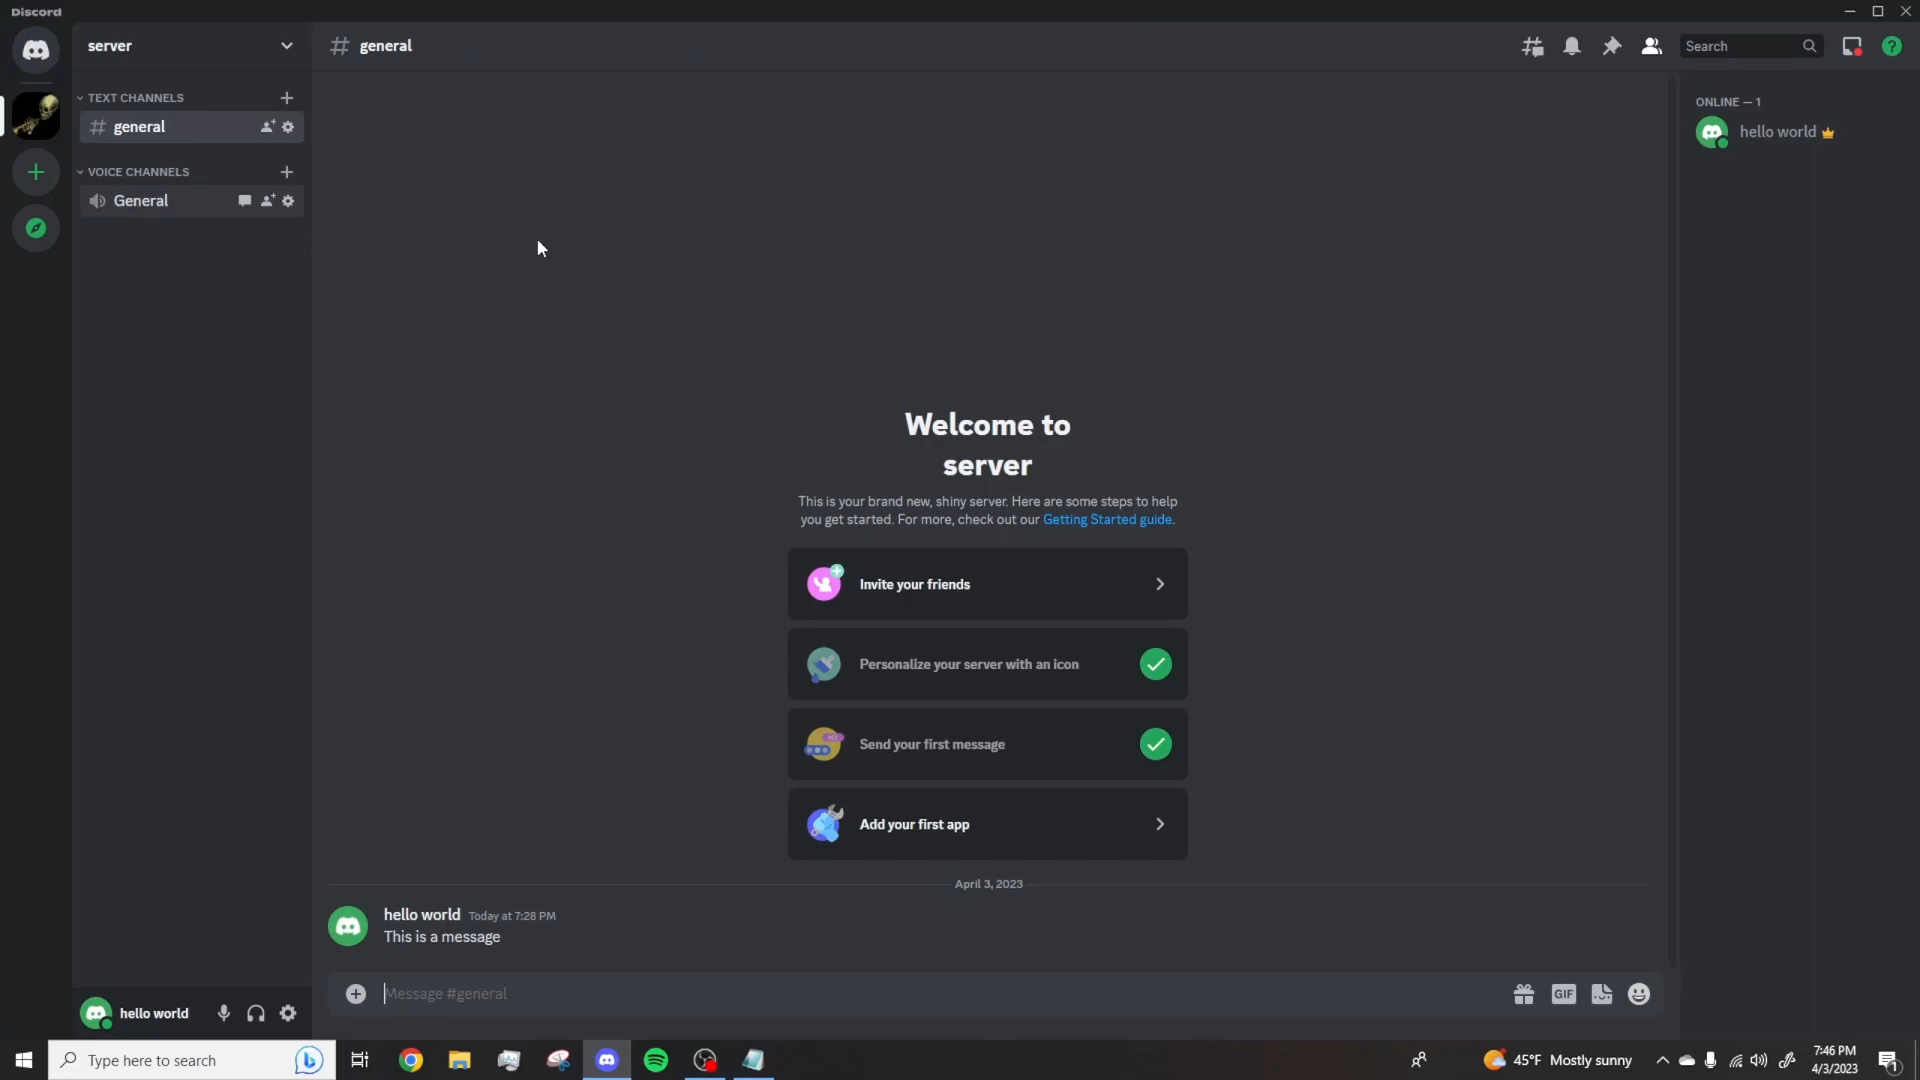 Discord
server
general
Search
TEXT CHANNELS
general
VOICE CHANNELS
General
ONLINE — 1
hello world
Welcome to
server
This is your brand new, shiny server. Here are some steps to help
you get started. For more, check out our Getting Started guide.
Invite your friends
Personalize your server with an icon
Send your first message
Add your first app
April 3, 2023
hello world Today at 7:28 PM
This is a message
Message #general
GIF
hello world
Type here to search
45°F Mostly sunny
7:46 PM
4/3/2023
1